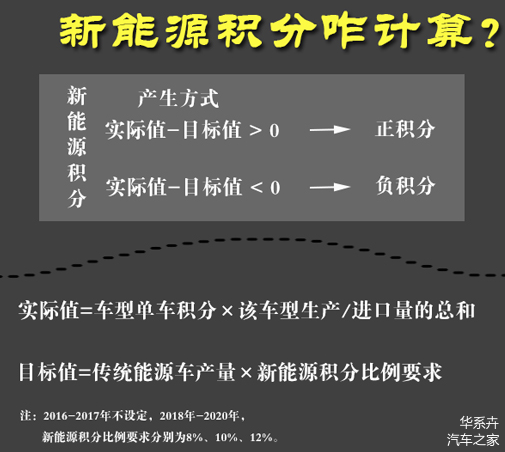 新能源积分咋计算？
新能源积分
产生方式
实际值-目标值 > 0 正积分
实际值-目标值 < 0 负积分
实际值=车型单车积分×该车型生产/进口量的总和
目标值=传统能源车产量×新能源积分比例要求
注：2016-2017年不设定，2018年-2020年，
新能源积分比例要求分别为8%、10%、12%。
华系卉
汽车之家